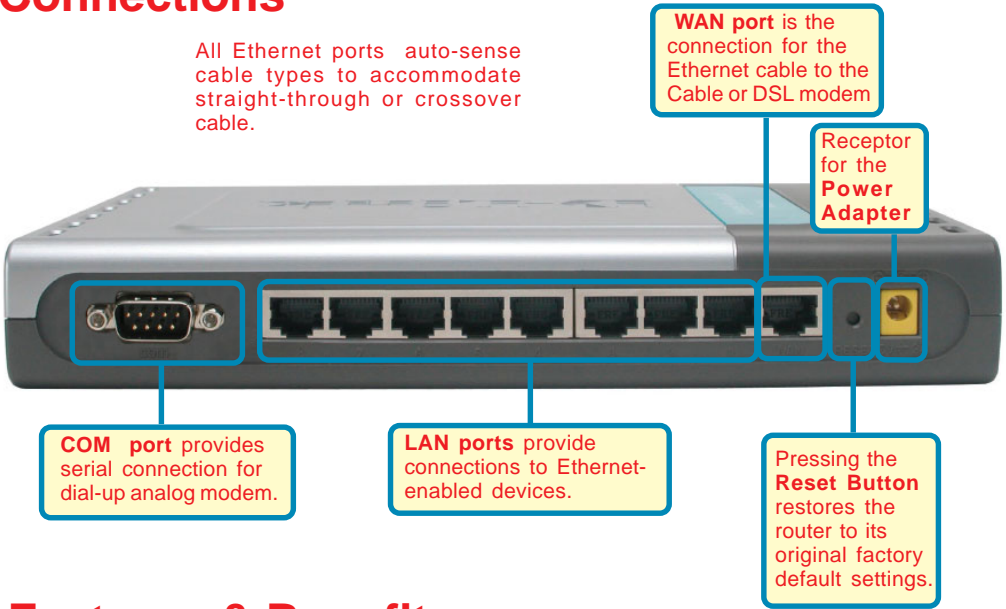 Connections
All Ethernet ports auto-sense
cable types to accommodate
straight-through or crossover
cable.
WAN port is the
connection for the
Ethernet cable to the
Cable or DSL modem
Receptor
for the
Power
Adapter
COM port provides
serial connection for
dial-up analog modem.
LAN ports provide
connections to Ethernet-
enabled devices.
Pressing the
Reset Button
restores the
router to its
original factory
default settings.